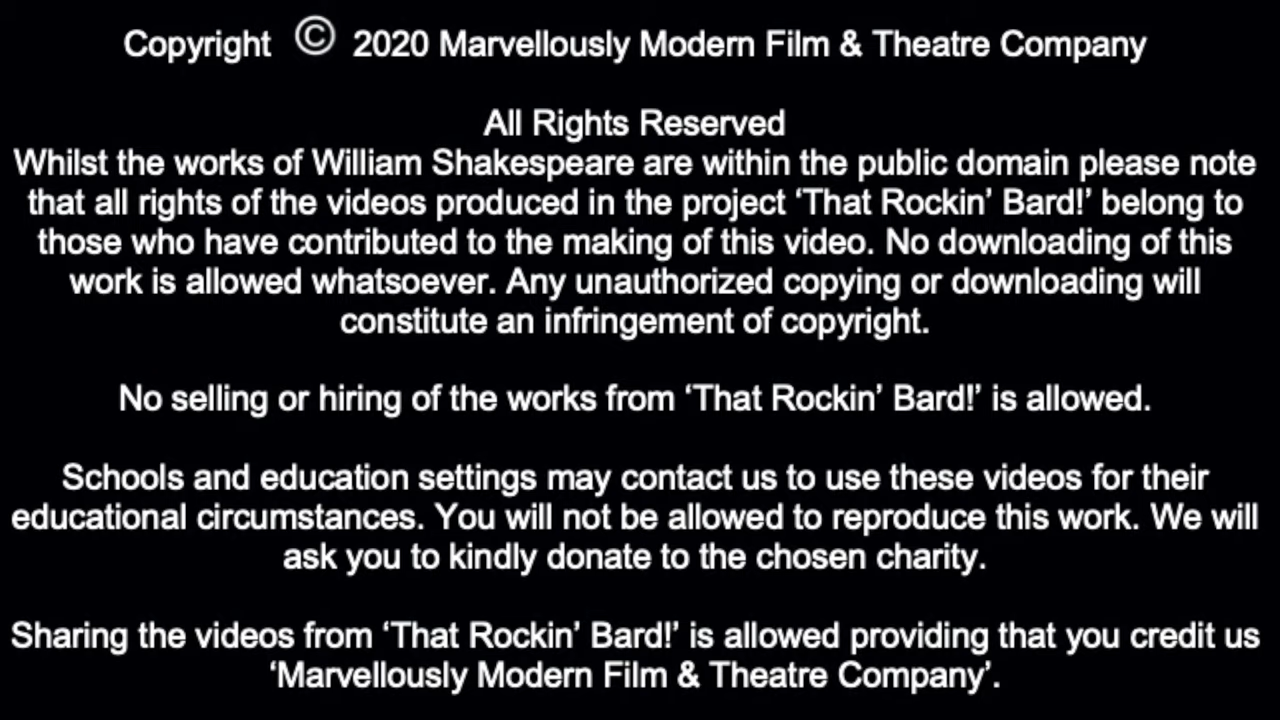 Copyright © 2020 Marvellously Modern Film & Theatre Company
All Rights Reserved
Whilst the works of William Shakespeare are within the public domain please note
that all rights of the videos produced in the project ‘That Rockin’ Bard!’ belong to
those who have contributed to the making of this video. No downloading of this
work is allowed whatsoever. Any unauthorized copying or downloading will
constitute an infringement of copyright.
No selling or hiring of the works from ‘That Rockin’ Bard!’ is allowed.
Schools and education settings may contact us to use these videos for their
educational circumstances. You will not be allowed to reproduce this work. We will
ask you to kindly donate to the chosen charity.
Sharing the videos from ‘That Rockin’ Bard!’ is allowed providing that you credit us
‘Marvellously Modern Film & Theatre Company’.